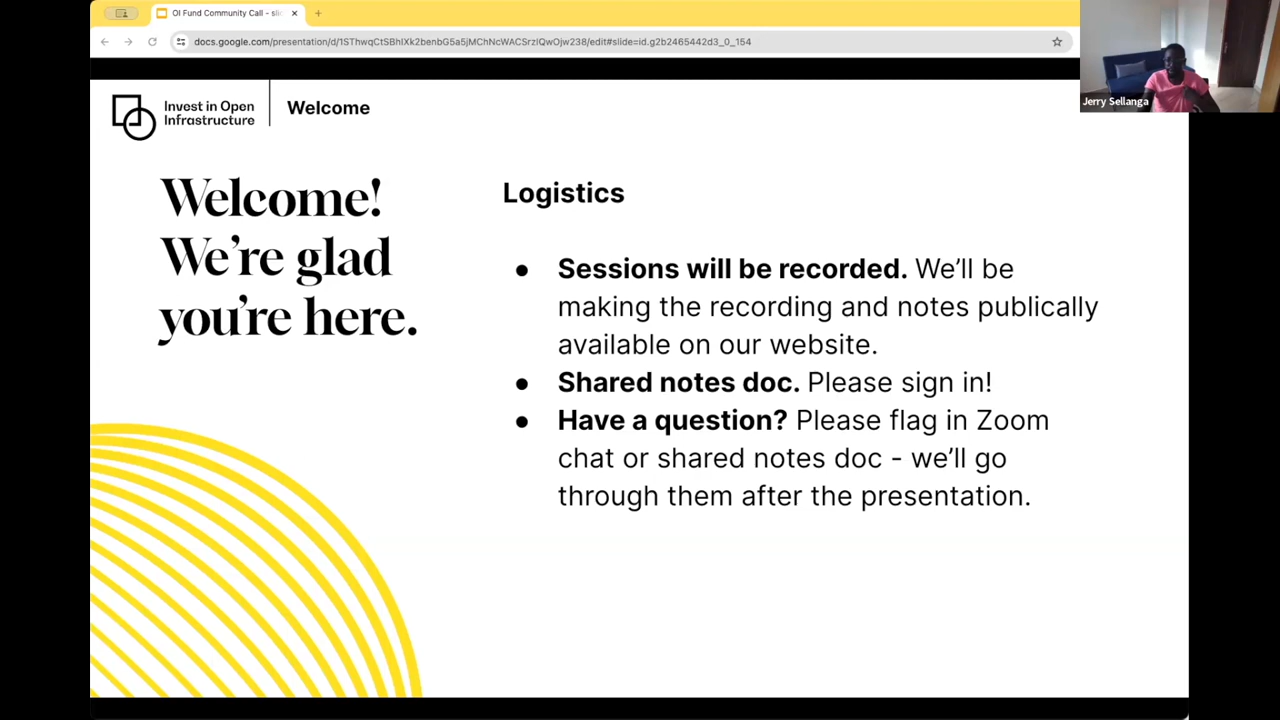 OI Fund Community Call - slid
docs.google.com/presentation/d/1SThwqCtSBhIXk2benbG5a5jMChNcWACSrzlQwOjw238/edit#slide=id.g2b2465442d3_0_154
Jerry Sellanga
Invest in Open
Infrastructure
Welcome
Welcome!
We're glad
you're here.
Logistics
● Sessions will be recorded. We'll be
making the recording and notes publically
available on our website.
● Shared notes doc. Please sign in!
● Have a question? Please flag in Zoom
chat or shared notes doc - we'll go
through them after the presentation.